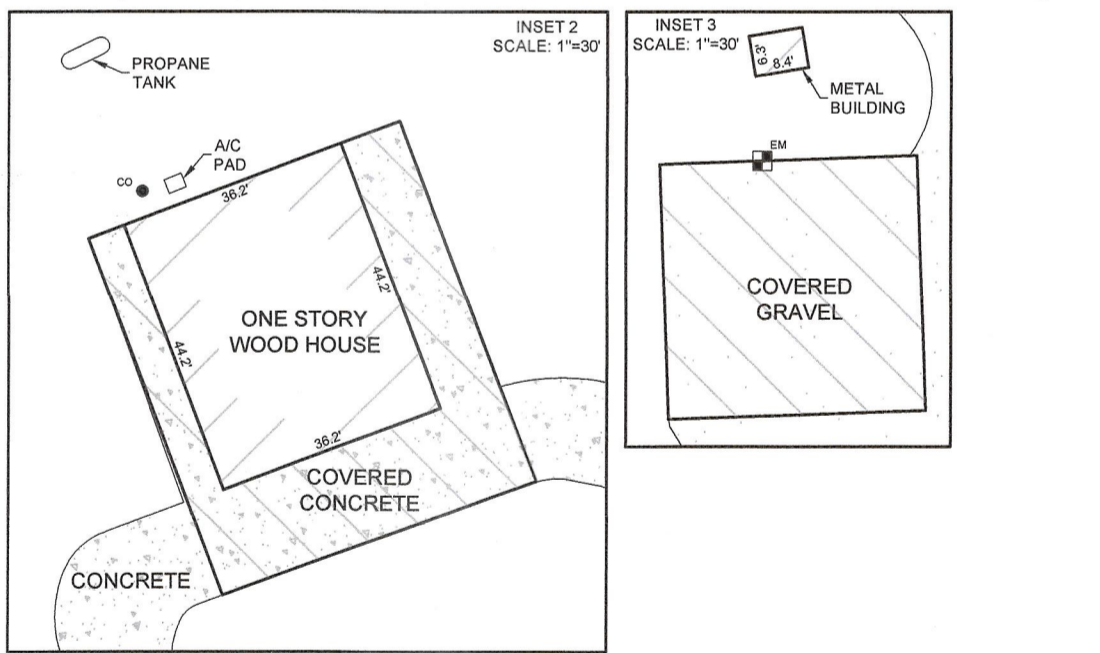 INSET 2
SCALE: 1"=30'
PROPANE
TANK
A/C
PAD
CO
36.2'
44.2'
ONE STORY
WOOD HOUSE
44.2'
36.2'
COVERED
CONCRETE
CONCRETE
INSET 3
SCALE: 1"=30'
6.3'
8.4'
METAL
BUILDING
EM
COVERED
GRAVEL